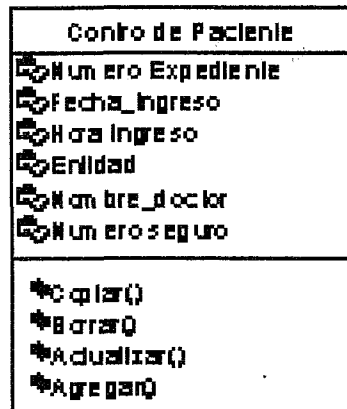 Contro de Paciente
Numero Expediente
Fecha_Ingreso
Hora Ingreso
Entidad
Nombre_doctor
Numero seguro
Copiar()
Borrar()
Actualizar()
Agregar()